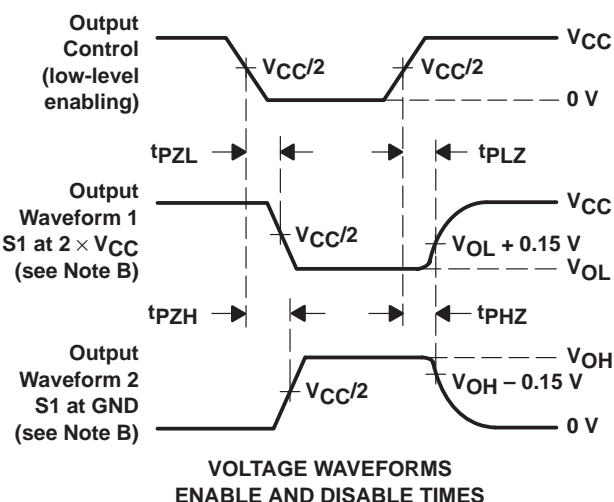 Output
Control
(low-level
enabling)
VCC/2
VCC/2
VCC
0 V
tPZL
tPLZ
Output
Waveform 1
S1 at 2 × VCC
(see Note B)
VCC/2
VCC
VOL + 0.15 V
VOL
tPZH
tPHZ
Output
Waveform 2
S1 at GND
(see Note B)
VCC/2
VOH
VOH − 0.15 V
0 V
VOLTAGE WAVEFORMS
ENABLE AND DISABLE TIMES